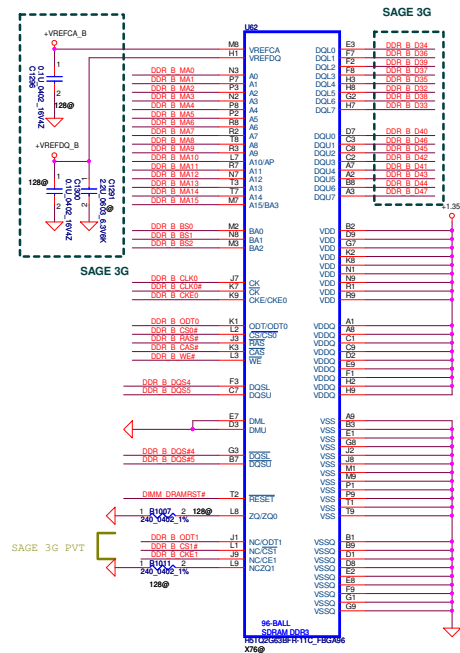 SAGE 3G
U62
+VREFCA_B
C1296
0.1U_0402_16V4Z
128@
1
2
+VREFDQ_B
128@
C1300
0.1U_0402_16V4Z
1
2
C1291
2.2U_0603_6.3V6K
@
1
2
SAGE 3G
M8 VREFCA
H1 VREFDQ
DDR_B_MA0 N3 A0
DDR_B_MA1 P7 A1
DDR_B_MA2 P3 A2
DDR_B_MA3 N2 A3
DDR_B_MA4 P8 A4
DDR_B_MA5 P2 A5
DDR_B_MA6 R8 A6
DDR_B_MA7 R2 A7
DDR_B_MA8 T8 A8
DDR_B_MA9 R3 A9
DDR_B_MA10 L7 A10/AP
DDR_B_MA11 R7 A11
DDR_B_MA12 N7 A12
DDR_B_MA13 T3 A13
DDR_B_MA14 T7 A14
DDR_B_MA15 M7 A15/BA3
DDR_B_BS0 M2 BA0
DDR_B_BS1 N8 BA1
DDR_B_BS2 M3 BA2
DDR_B_CLK0 J7 CK
DDR_B_CLK0# K7 CK
DDR_B_CKE0 K9 CKE/CKE0
DDR_B_ODT0 K1 ODT/ODT0
DDR_B_CS0# L2 CS/CS0
DDR_B_RAS# J3 RAS
DDR_B_CAS# K3 CAS
DDR_B_WE# L3 WE
DDR_B_DQS4 F3 DQSL
DDR_B_DQS5 C7 DQSU
E7 DML
D3 DMU
DDR_B_DQS#4 G3 DQSL
DDR_B_DQS#5 B7 DQSU
DIMM_DRAMRST# T2 RESET
1 R1007 2 128@ L8 ZQ/ZQ0
240_0402_1%
SAGE 3G PVT
DDR_B_ODT1 J1 NC/ODT1
DDR_B_CS1# L1 NC/CS1
DDR_B_CKE1 J9 NC/CE1
1 R1011 2 L9 NCZQ1
240_0402_1%
128@
DQL0 E3 DDR_B_D34
DQL1 F7 DDR_B_D36
DQL2 F2 DDR_B_D39
DQL3 F8 DDR_B_D37
DQL4 H3 DDR_B_D35
DQL5 H8 DDR_B_D32
DQL6 G2 DDR_B_D38
DQL7 H7 DDR_B_D33
DQU0 D7 DDR_B_D40
DQU1 C3 DDR_B_D46
DQU2 C8 DDR_B_D45
DQU3 C2 DDR_B_D42
DQU4 A7 DDR_B_D41
DQU5 A2 DDR_B_D43
DQU6 B8 DDR_B_D44
DQU7 A3 DDR_B_D47
+1.35
VDD B2
VDD D9
VDD G7
VDD K2
VDD K8
VDD N1
VDD N9
VDD R1
VDD R9
VDDQ A1
VDDQ A8
VDDQ C1
VDDQ C9
VDDQ D2
VDDQ E9
VDDQ F1
VDDQ H2
VDDQ H9
VSS A9
VSS B3
VSS E1
VSS G8
VSS J2
VSS J8
VSS M1
VSS M9
VSS P1
VSS P9
VSS T1
VSS T9
VSSQ B1
VSSQ B9
VSSQ D1
VSSQ D8
VSSQ E2
VSSQ E8
VSSQ F9
VSSQ G1
VSSQ G9
96-BALL
SDRAM DDR3
H5TQ2G63BFR-11C_FBGA96
X76@